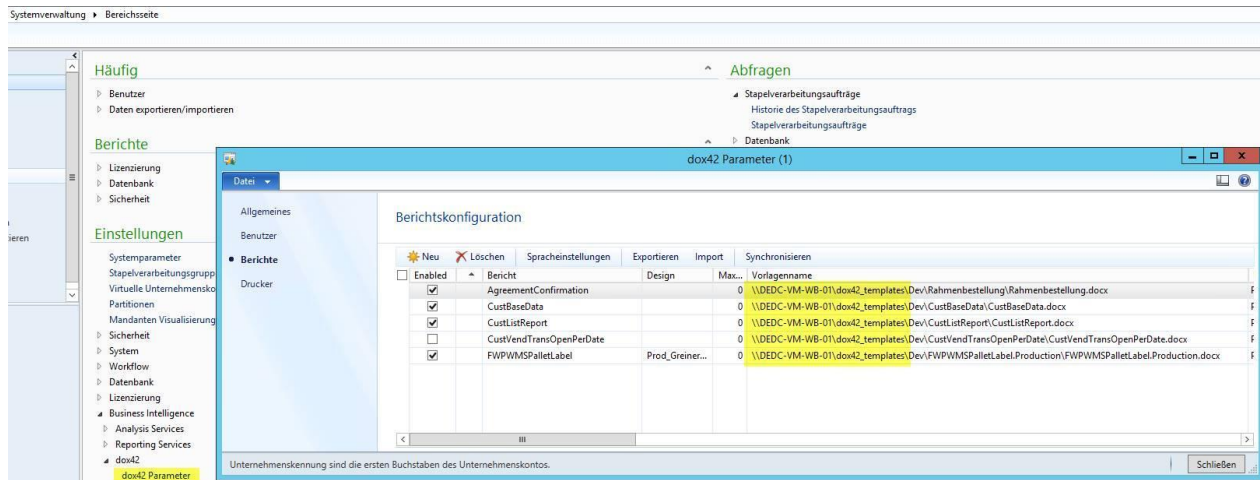 Systemverwaltung ▸ Bereichsseite
Häufig
Benutzer
Daten exportieren/importieren
Berichte
Lizenzierung
Datenbank
Sicherheit
Einstellungen
Systemparameter
Stapelverarbeitungsgrupp
Virtuelle Unternehmensko
Partitionen
Mandanten Visualisierung
Sicherheit
System
Workflow
Datenbank
Lizenzierung
Business Intelligence
Analysis Services
Reporting Services
dox42
dox42 Parameter
Abfragen
Stapelverarbeitungsaufträge
Historie des Stapelverarbeitungsauftrags
Stapelverarbeitungsaufträge
Datenbank
dox42 Parameter (1)
Datei
Allgemeines
Benutzer
Berichte
Drucker
Berichtskonfiguration
Neu Löschen Spracheinstellungen Exportieren Import Synchronisieren
Enabled Bericht Design Max... Vorlagenname
AgreementConfirmation 0 \\DEDC-VM-WB-01\dox42_templates\Dev\Rahmenbestellung\Rahmenbestellung.docx
CustBaseData 0 \\DEDC-VM-WB-01\dox42_templates\Dev\CustBaseData\CustBaseData.docx
CustListReport 0 \\DEDC-VM-WB-01\dox42_templates\Dev\CustListReport\CustListReport.docx
CustVendTransOpenPerDate 0 \\DEDC-VM-WB-01\dox42_templates\Dev\CustVendTransOpenPerDate\CustVendTransOpenPerDate.docx
FWPWMSPalletLabel Prod_Greiner... 0 \\DEDC-VM-WB-01\dox42_templates\Dev\FWPWMSPalletLabel.Production\FWPWMSPalletLabel.Production.docx
Unternehmenskennung sind die ersten Buchstaben des Unternehmenskontos.
Schließen